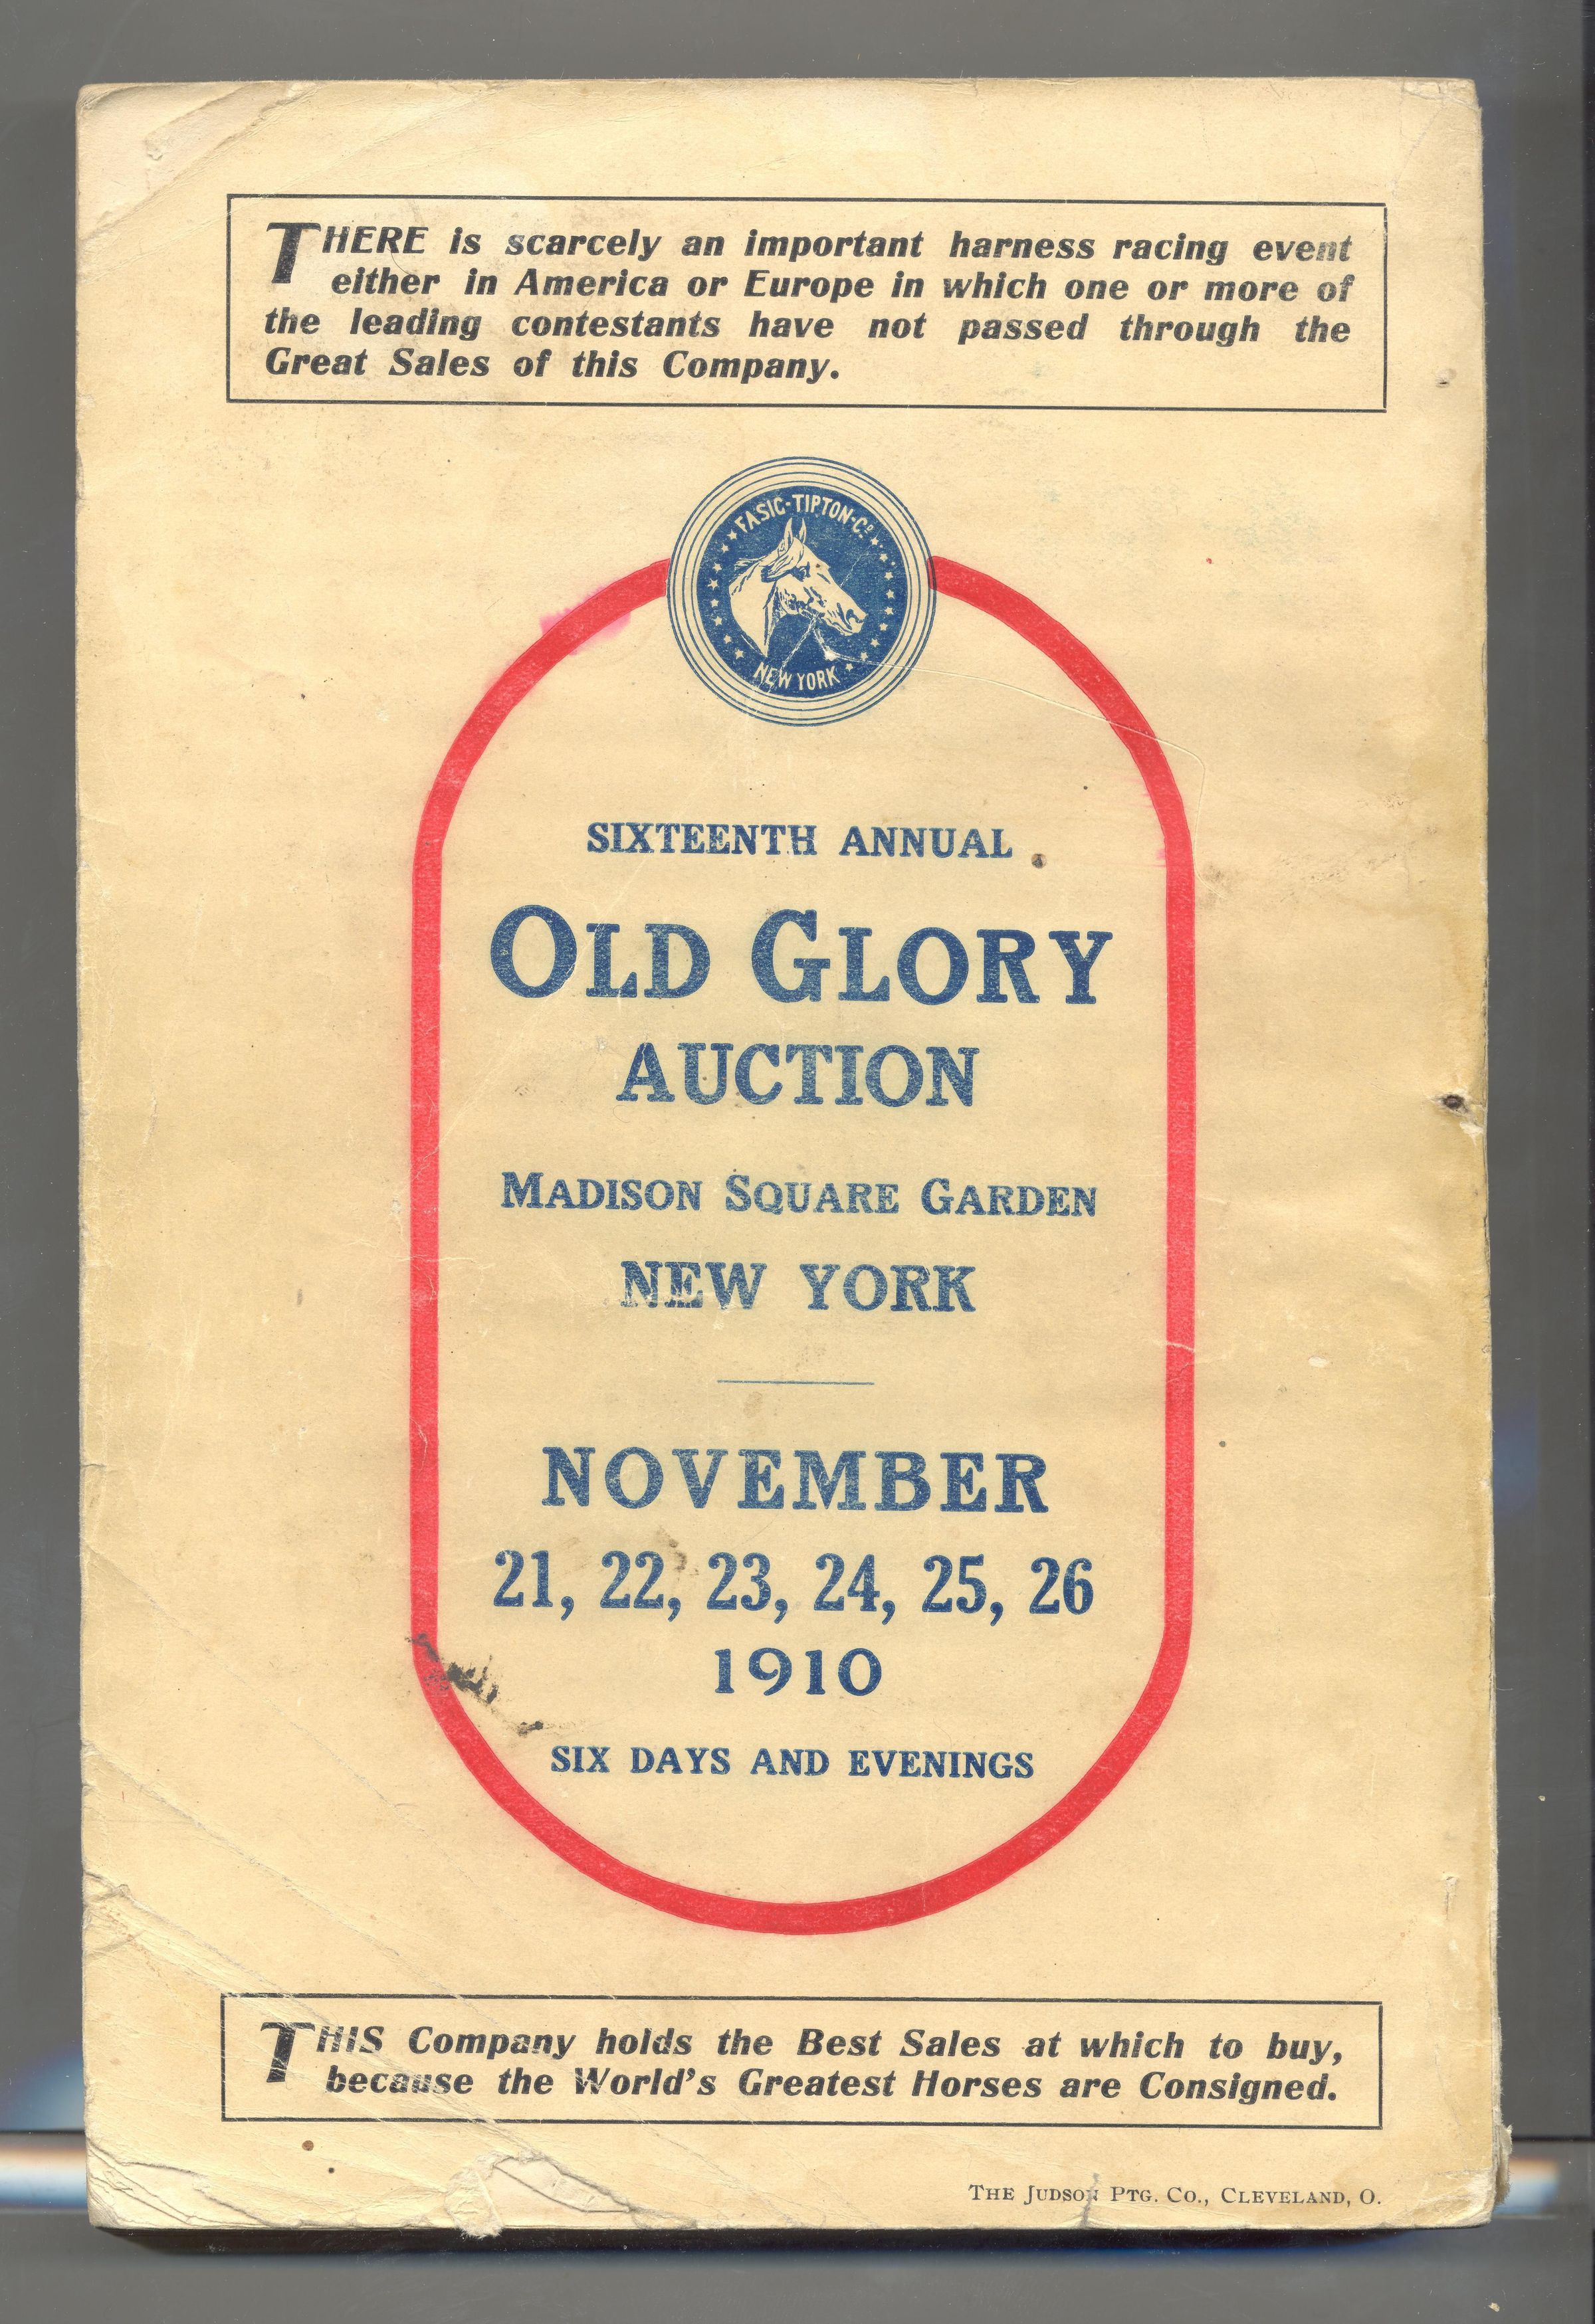 THERE is scarcely an important harness racing event
either in America or Europe in which one or more of
the leading contestants have not passed through the
Great Sales of this Company.
FASIG-TIPTON-Cº
NEW YORK
SIXTEENTH ANNUAL
OLD GLORY
AUCTION
MADISON SQUARE GARDEN
NEW YORK
NOVEMBER
21, 22, 23, 24, 25, 26
1910
SIX DAYS AND EVENINGS
THIS Company holds the Best Sales at which to buy,
because the World's Greatest Horses are Consigned.
THE JUDSON PTG. CO., CLEVELAND, O.